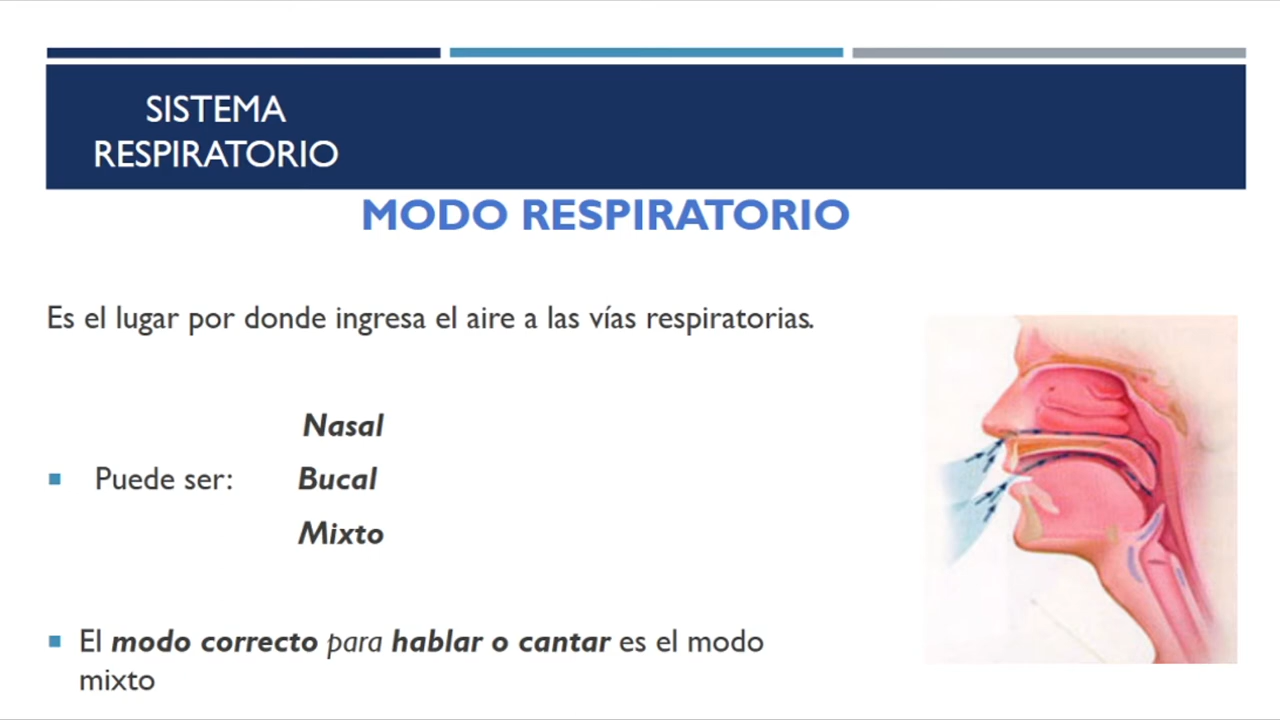 SISTEMA
RESPIRATORIO
MODO RESPIRATORIO
Es el lugar por donde ingresa el aire a las vías respiratorias.
Nasal
Puede ser: Bucal
Mixto
El modo correcto para hablar o cantar es el modo
mixto